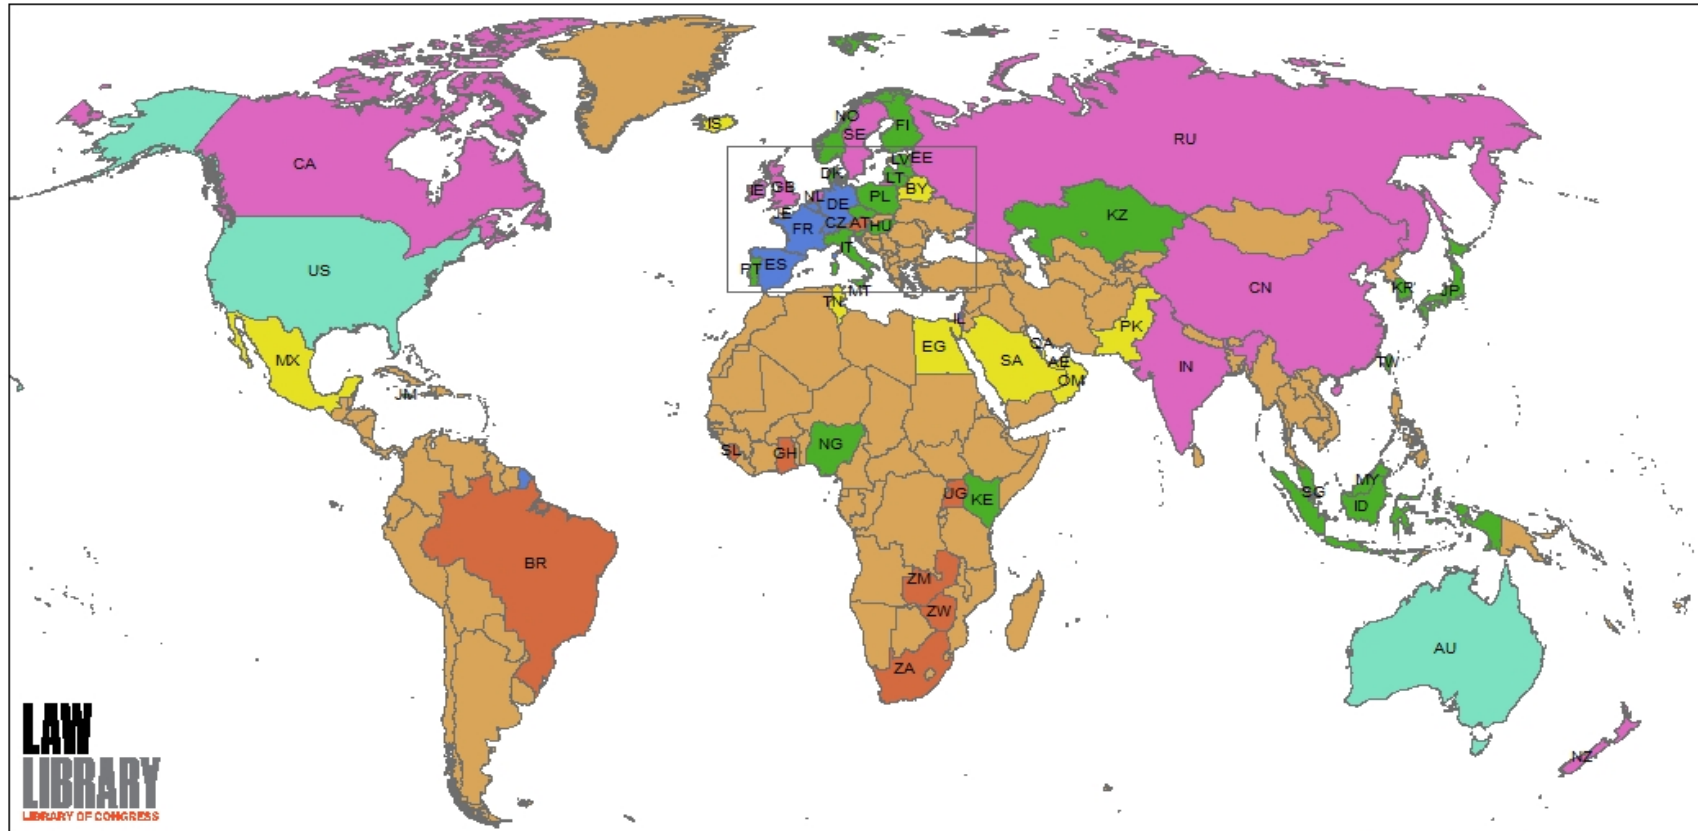 IS
NO
SE
FI
RU
CA
LV
EE
DK
LT
BY
IE
GB
NL
DE
PL
KZ
JE
FR
CZ
AT
HU
IT
US
PT
ES
MT
TN
CN
KR
JP
IL
PK
MX
EG
SA
QA
AE
OM
IN
TW
JM
SL
GH
NG
UG
KE
SG
MY
ID
BR
ZM
ZW
ZA
AU
NZ
LAW
LIBRARY
LIBRARY OF CONGRESS